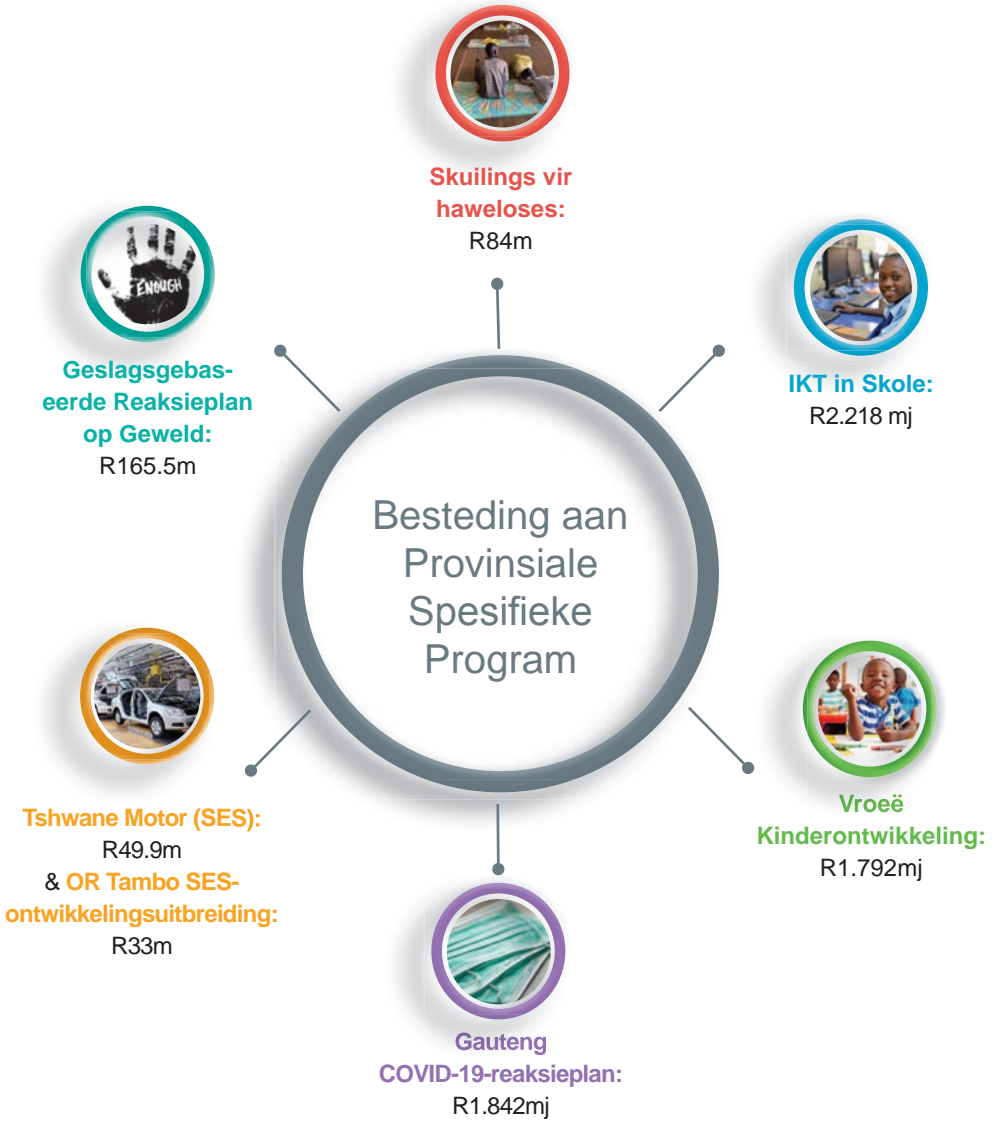 Skuilings vir
haweloses:
R84m
ENOUGH
Geslagsgebas-
eerde Reaksieplan
op Geweld:
R165.5m
IKT in Skole:
R2.218 mj
Besteding aan
Provinsiale
Spesifieke
Program
Tshwane Motor (SES):
R49.9m
& OR Tambo SES-
ontwikkelingsuitbreiding:
R33m
Vroeë
Kinderontwikkeling:
R1.792mj
Gauteng
COVID-19-reaksieplan:
R1.842mj